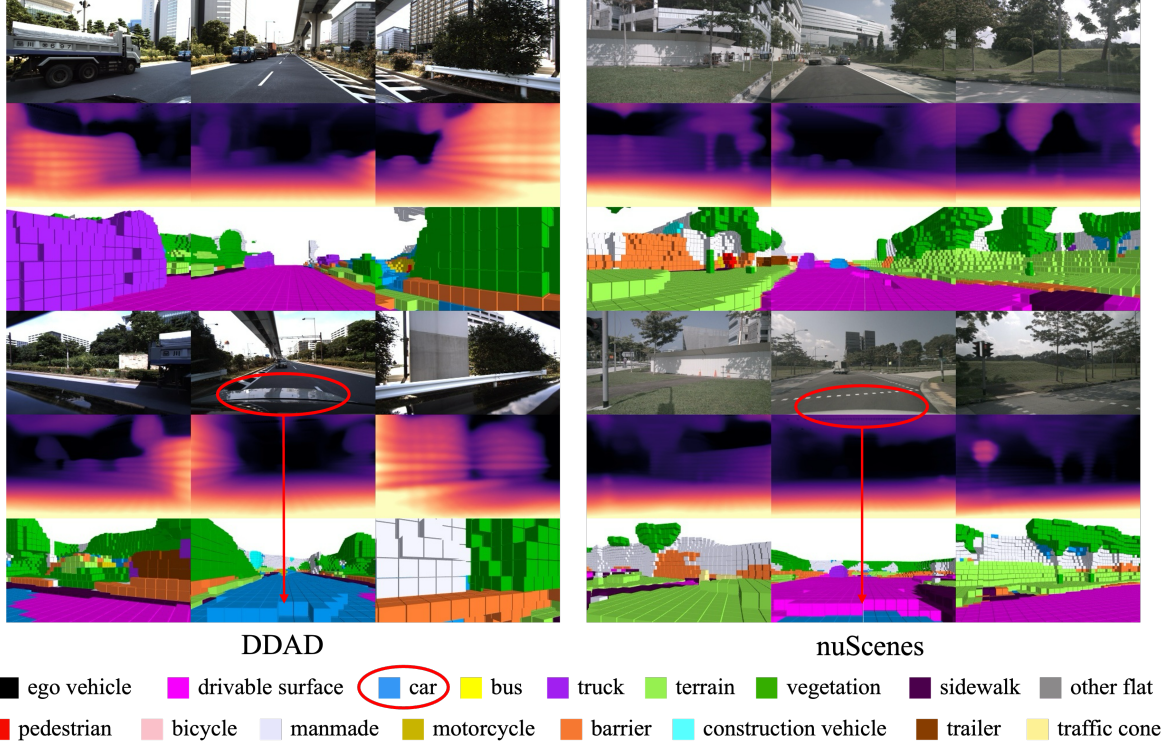 DDAD
nuScenes
ego vehicle drivable surface car bus truck terrain vegetation sidewalk other flat
pedestrian bicycle manmade motorcycle barrier construction vehicle trailer traffic cone